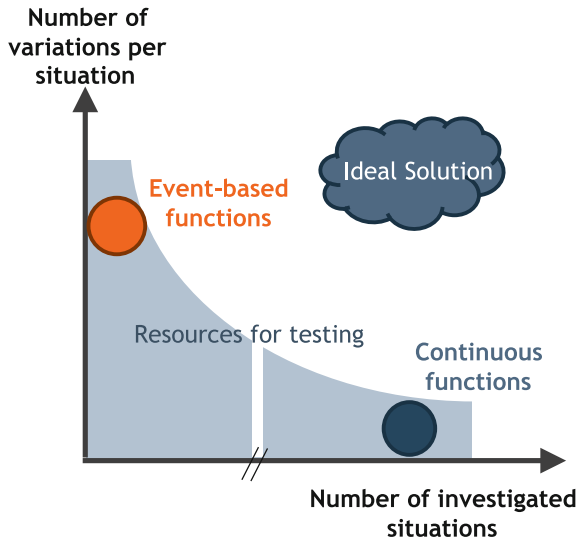 Number of
variations per
situation
Ideal Solution
Event-based
functions
Resources for testing
Continuous
functions
Number of investigated
situations